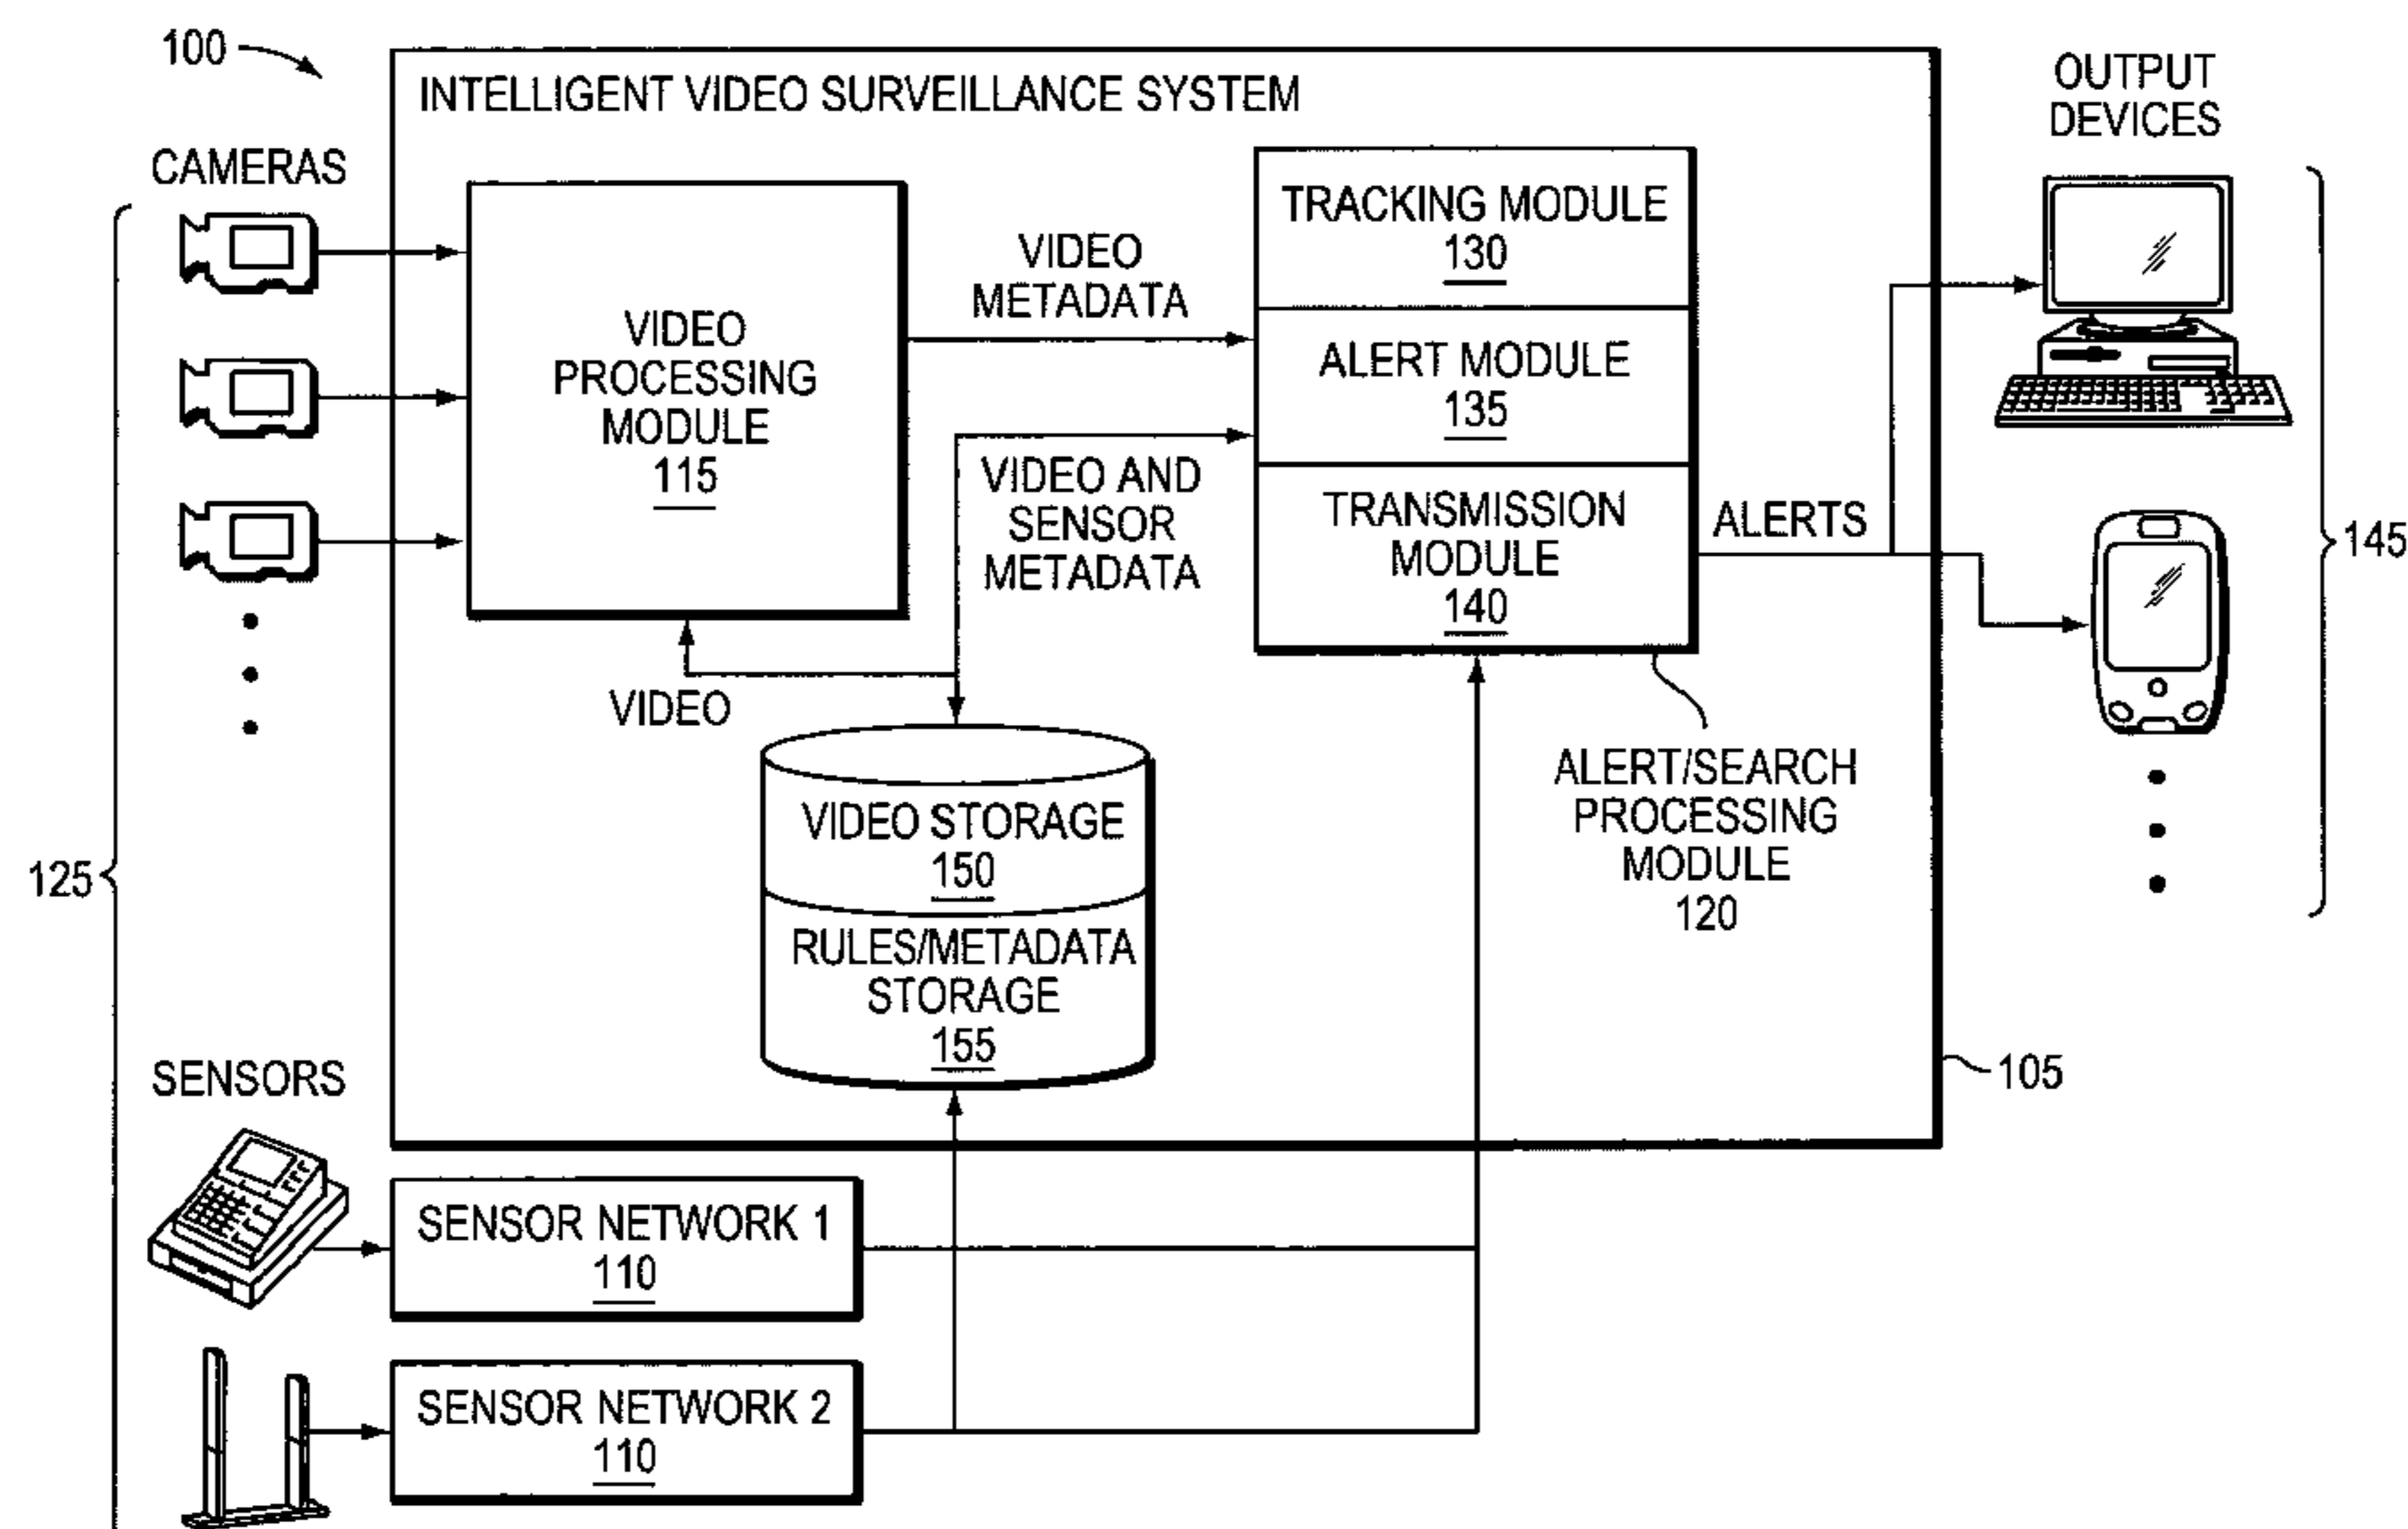 100
INTELLIGENT VIDEO SURVEILLANCE SYSTEM
CAMERAS
VIDEO
PROCESSING
MODULE
115
VIDEO
METADATA
VIDEO AND
SENSOR
METADATA
VIDEO
TRACKING MODULE
130
ALERT MODULE
135
TRANSMISSION
MODULE
140
ALERTS
OUTPUT
DEVICES
145
ALERT/SEARCH
PROCESSING
MODULE
120
VIDEO STORAGE
150
RULES/METADATA
STORAGE
155
105
125
SENSORS
SENSOR NETWORK 1
110
SENSOR NETWORK 2
110